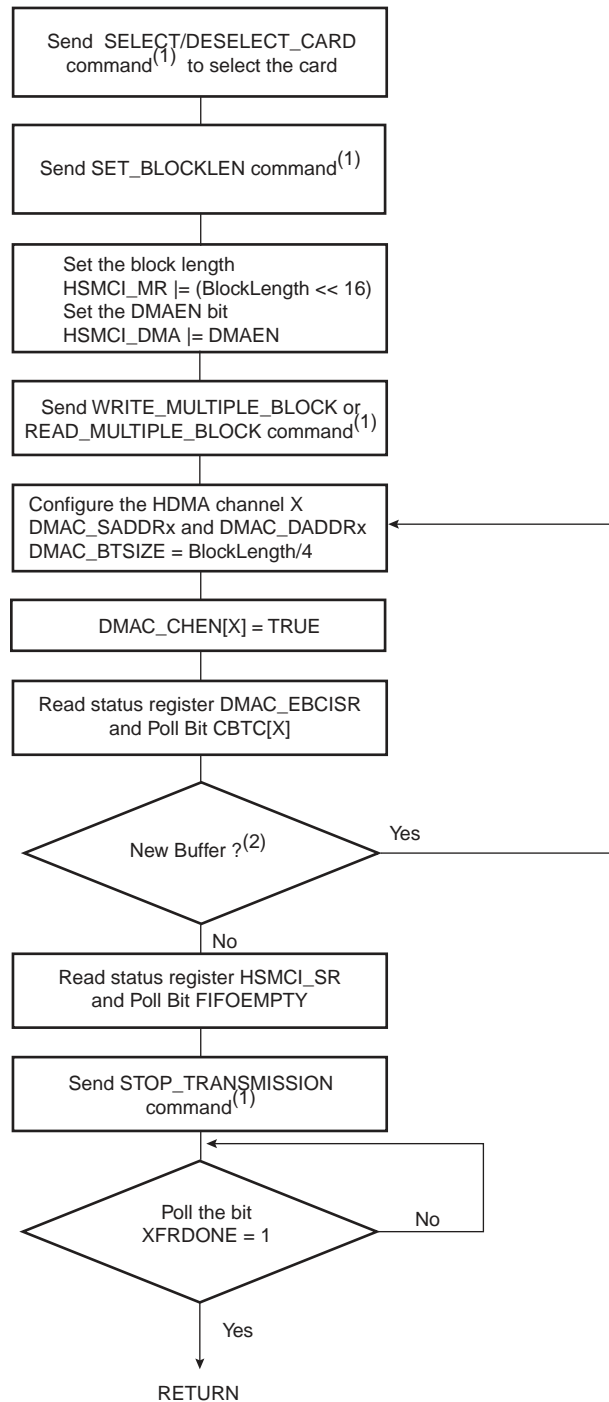 Send SELECT/DESELECT_CARD
command(1) to select the card
Send SET_BLOCKLEN command(1)
Set the block length
HSMCI_MR |= (BlockLength << 16)
Set the DMAEN bit
HSMCI_DMA |= DMAEN
Send WRITE_MULTIPLE_BLOCK or
READ_MULTIPLE_BLOCK command(1)
Configure the HDMA channel X
DMAC_SADDRx and DMAC_DADDRx
DMAC_BTSIZE = BlockLength/4
DMAC_CHEN[X] = TRUE
Read status register DMAC_EBCISR
and Poll Bit CBTC[X]
New Buffer ?(2)
Yes
No
Read status register HSMCI_SR
and Poll Bit FIFOEMPTY
Send STOP_TRANSMISSION
command(1)
Poll the bit
XFRDONE = 1
No
Yes
RETURN